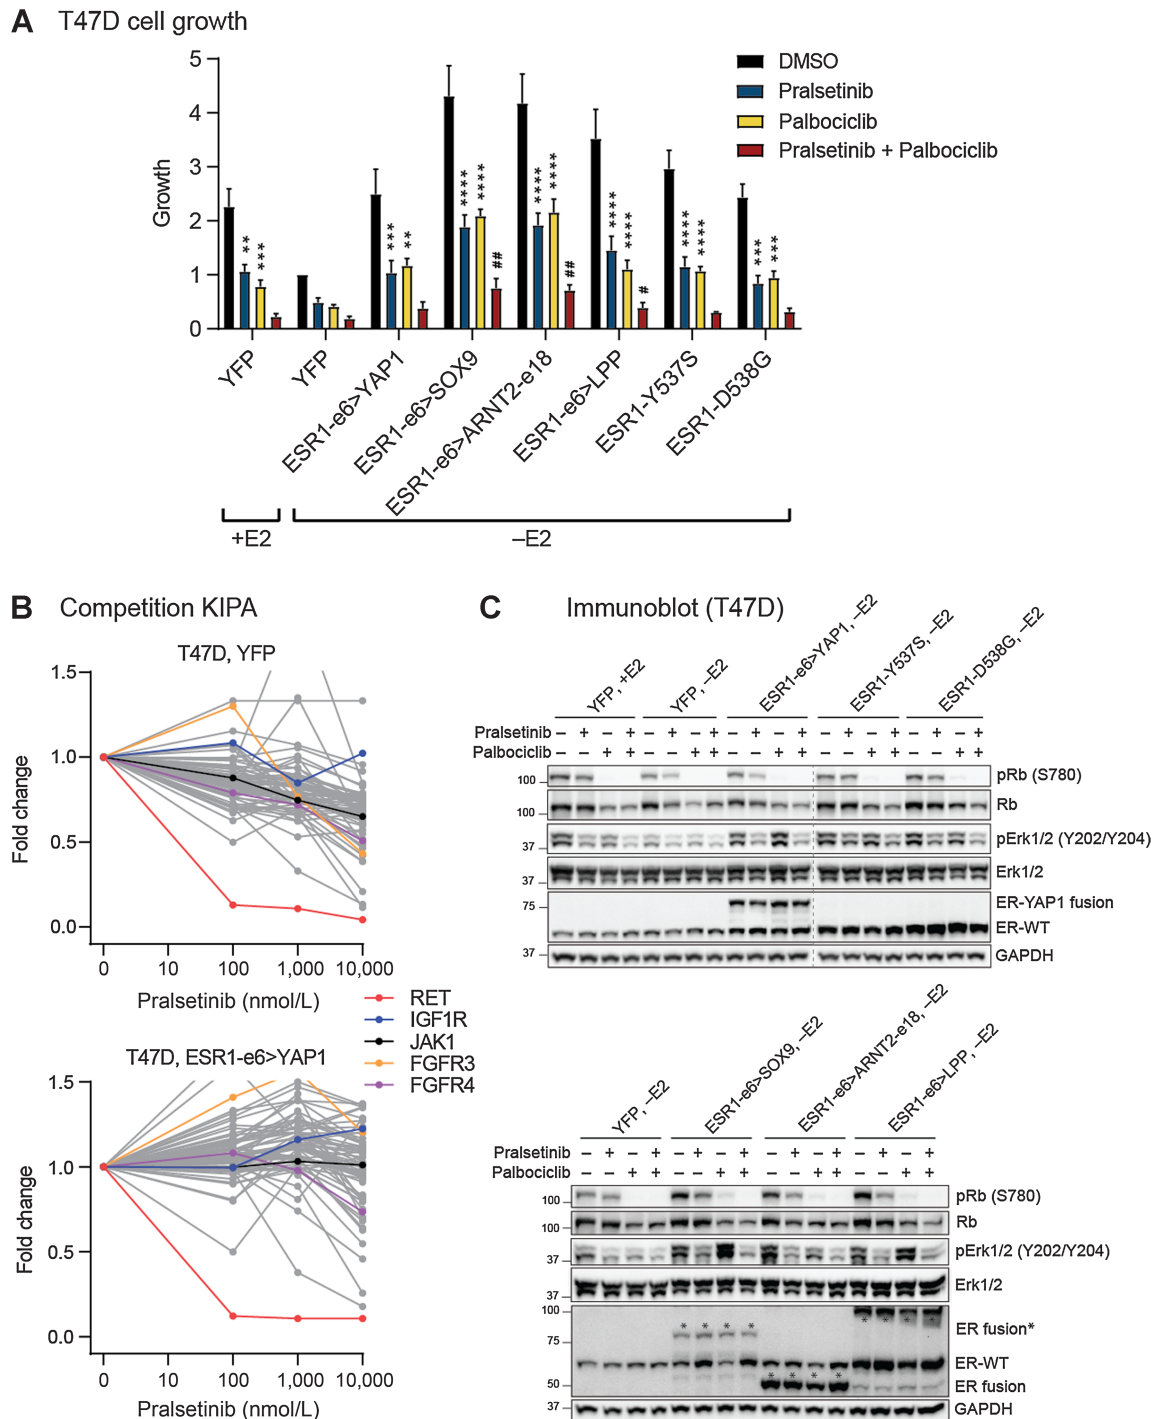 A T47D cell growth
5
4
3
2
1
0
Growth
DMSO
Pralsetinib
Palbociclib
Pralsetinib + Palbociclib
** *** *** ** **** **** ## **** **** ## **** **** # **** **** *** ***
YFP YFP ESR1-e6>YAP1 ESR1-e6>SOX9 ESR1-e6>ARNT2-e18 ESR1-e6>LPP ESR1-Y537S ESR1-D538G
+E2 –E2
B Competition KIPA
T47D, YFP
1.5
1.0
0.5
0.0
Fold change
0 10 100 1,000 10,000
Pralsetinib (nmol/L)
RET
IGF1R
JAK1
FGFR3
FGFR4
T47D, ESR1-e6>YAP1
1.5
1.0
0.5
0.0
Fold change
0 10 100 1,000 10,000
Pralsetinib (nmol/L)
C Immunoblot (T47D)
YFP, +E2 YFP, –E2 ESR1-e6>YAP1, –E2 ESR1-Y537S, –E2 ESR1-D538G, –E2
Pralsetinib – + – + – + – + – + – + – + – + – + – +
Palbociclib – – + + – – + + – – + + – – + + – – + +
100 pRb (S780)
100 Rb
37 pErk1/2 (Y202/Y204)
37 Erk1/2
75 ER-YAP1 fusion
ER-WT
37 GAPDH
YFP, –E2 ESR1-e6>SOX9, –E2 ESR1-e6>ARNT2-e18, –E2 ESR1-e6>LPP, –E2
Pralsetinib – + – + – + – + – + – + – + – +
Palbociclib – – + + – – + + – – + + – – + +
100 pRb (S780)
100 Rb
37 pErk1/2 (Y202/Y204)
37 Erk1/2
100
* * * *
* * * * ER fusion*
75
ER-WT
* * * *
50 ER fusion
37 GAPDH